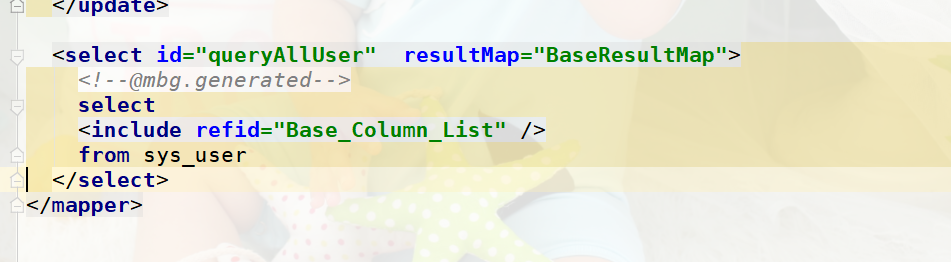 </update>
<select id="queryAllUser"  resultMap="BaseResultMap">
<!--@mbg.generated-->
select
<include refid="Base_Column_List" />
from sys_user
</select>
</mapper>